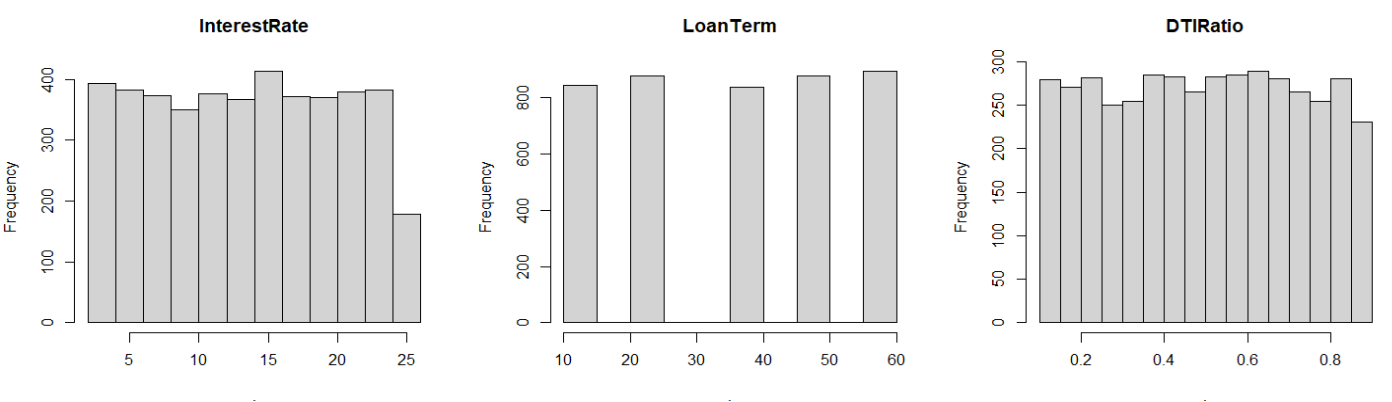 InterestRate
Frequency
0 100 200 300 400
5 10 15 20 25
LoanTerm
Frequency
0 200 400 600 800
10 20 30 40 50 60
DTIRatio
Frequency
0 50 100 150 200 250 300
0.2 0.4 0.6 0.8